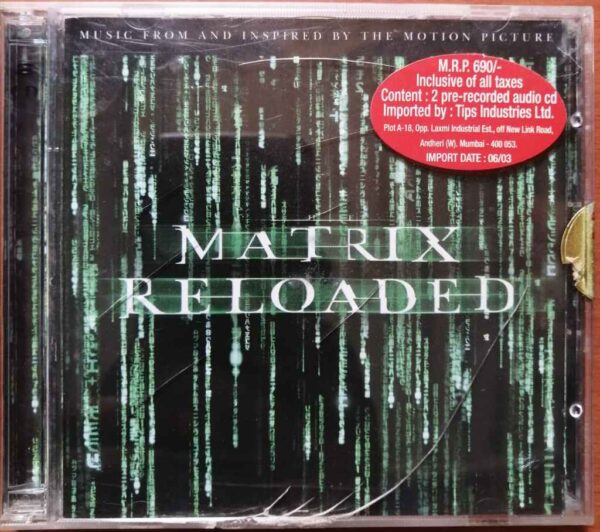 MUSIC FROM AND INSPIRED BY THE MOTION PICTURE
M.R.P. 690/-
Inclusive of all taxes
Content : 2 pre-recorded audio cd
Imported by : Tips Industries Ltd.
Plot A-18, Opp. Laxmi Industrial Est., off New Link Road,
Andheri (W). Mumbai - 400 053.
IMPORT DATE : 06/03
MATRIX
RELOADED